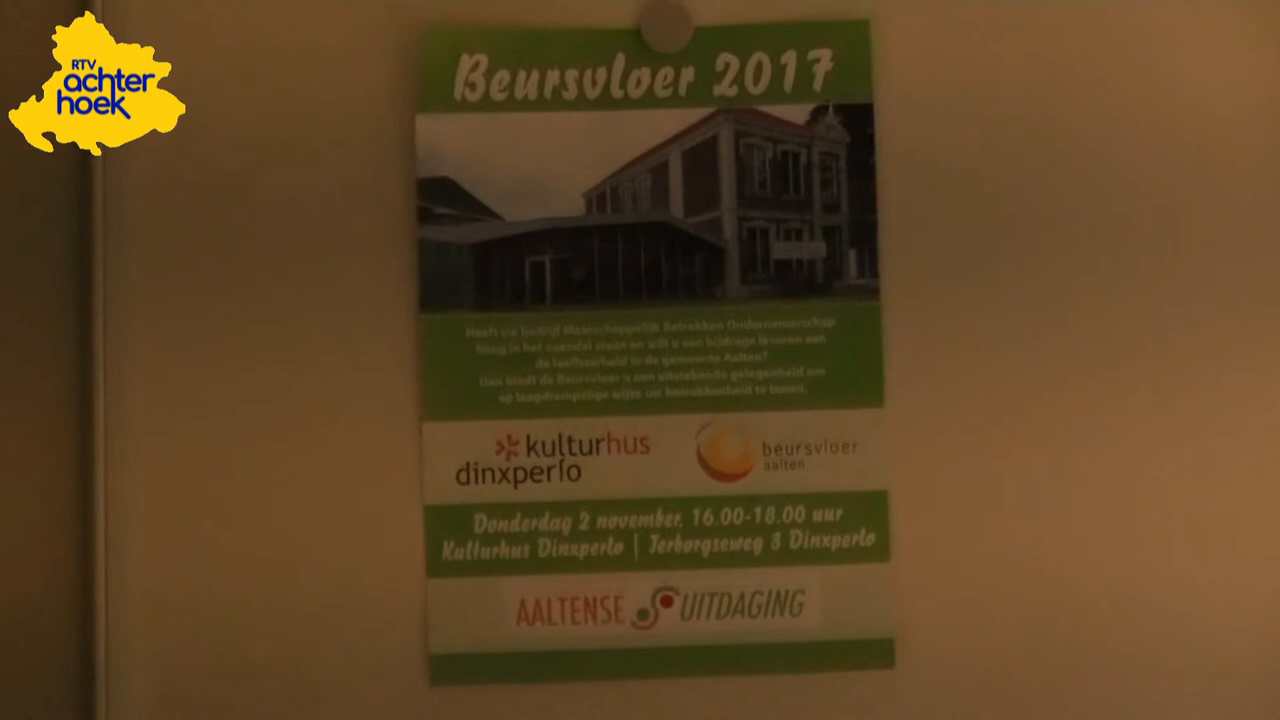 RTV
achter
hoek
Beursvloer 2017
Heeft uw bedrijf Maatschappelijk Betrokken Ondernemerschap
hoog in het vaandel staan en wilt u een bijdrage leveren aan
de leefbaarheid in de gemeente Aalten?
Dan biedt de Beursvloer u een uitstekende gelegenheid om
op laagdrempelige wijze uw betrokkenheid te tonen.
kulturhus
dinxperlo
beursvloer
aalten
Donderdag 2 november, 16.00-18.00 uur
Kulturhus Dinxperlo | Terborgseweg 3 Dinxperlo
AALTENSE UITDAGING